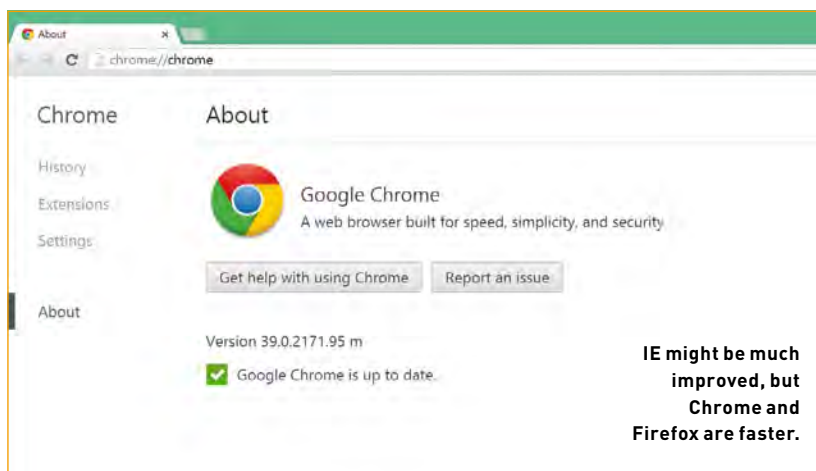 About
chrome://chrome
Chrome
About
History
Extensions
Settings
About
Google Chrome
A web browser built for speed, simplicity, and security
Get help with using Chrome
Report an issue
Version 39.0.2171.95 m
Google Chrome is up to date.
IE might be much
improved, but
Chrome and
Firefox are faster.